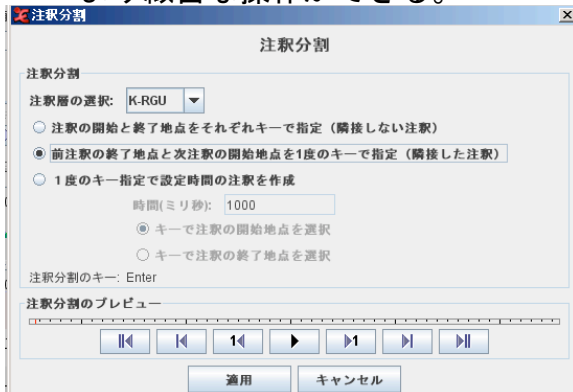 注釈分割
注釈分割
注釈分割
注釈層の選択: K-RGU
注釈の開始と終了地点をそれぞれキーで指定（隣接しない注釈）
前注釈の終了地点と次注釈の開始地点を1度のキーで指定（隣接した注釈）
１度のキー指定で設定時間の注釈を作成
時間(ミリ秒): 1000
キーで注釈の開始地点を選択
キーで注釈の終了地点を選択
注釈分割のキー: Enter
注釈分割のプレビュー
1 1
適用 キャンセル